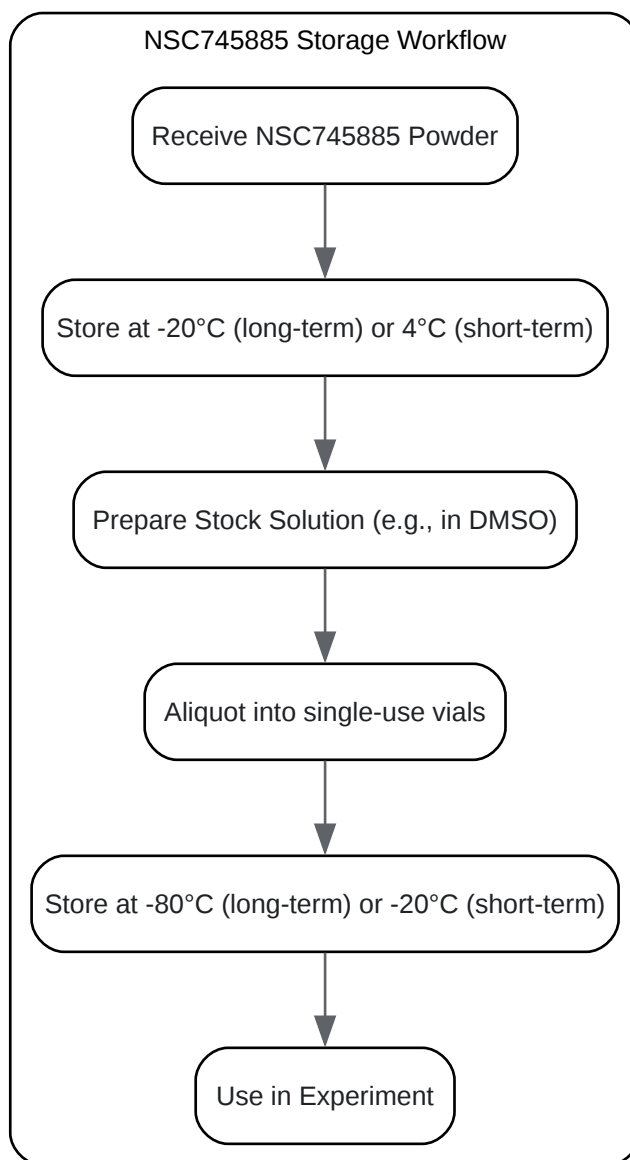 NSC745885 Storage Workflow
Receive NSC745885 Powder
Store at -20°C (long-term) or 4°C (short-term)
Prepare Stock Solution (e.g., in DMSO)
Aliquot into single-use vials
Store at -80°C (long-term) or -20°C (short-term)
Use in Experiment